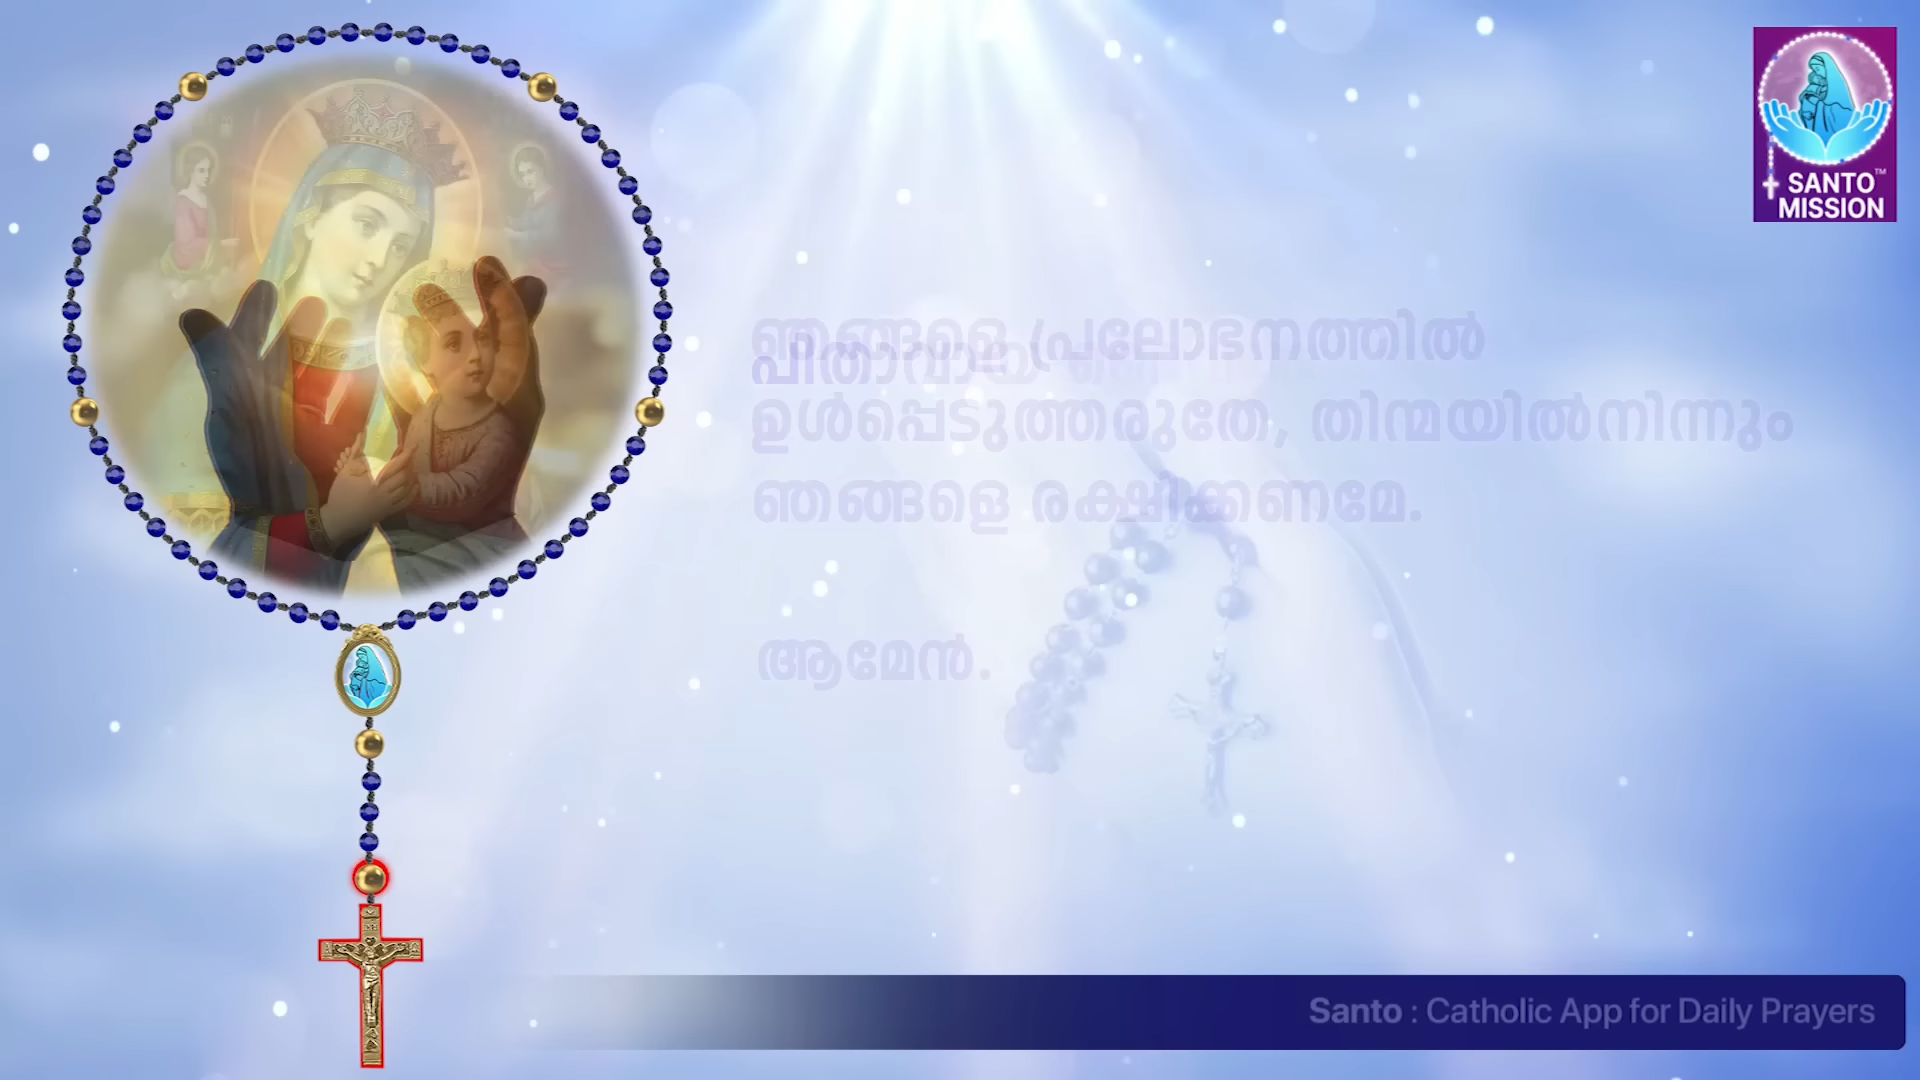 SANTO™
MISSION
ഞങ്ങളെ പ്രലോഭനത്തിൽ
പിതാവായ
ഉൾപ്പെടുത്തരുതേ, തിന്മയിൽനിന്നും
ഞങ്ങളെ രക്ഷിക്കണമേ.
ആമേൻ.
Santo : Catholic App for Daily Prayers